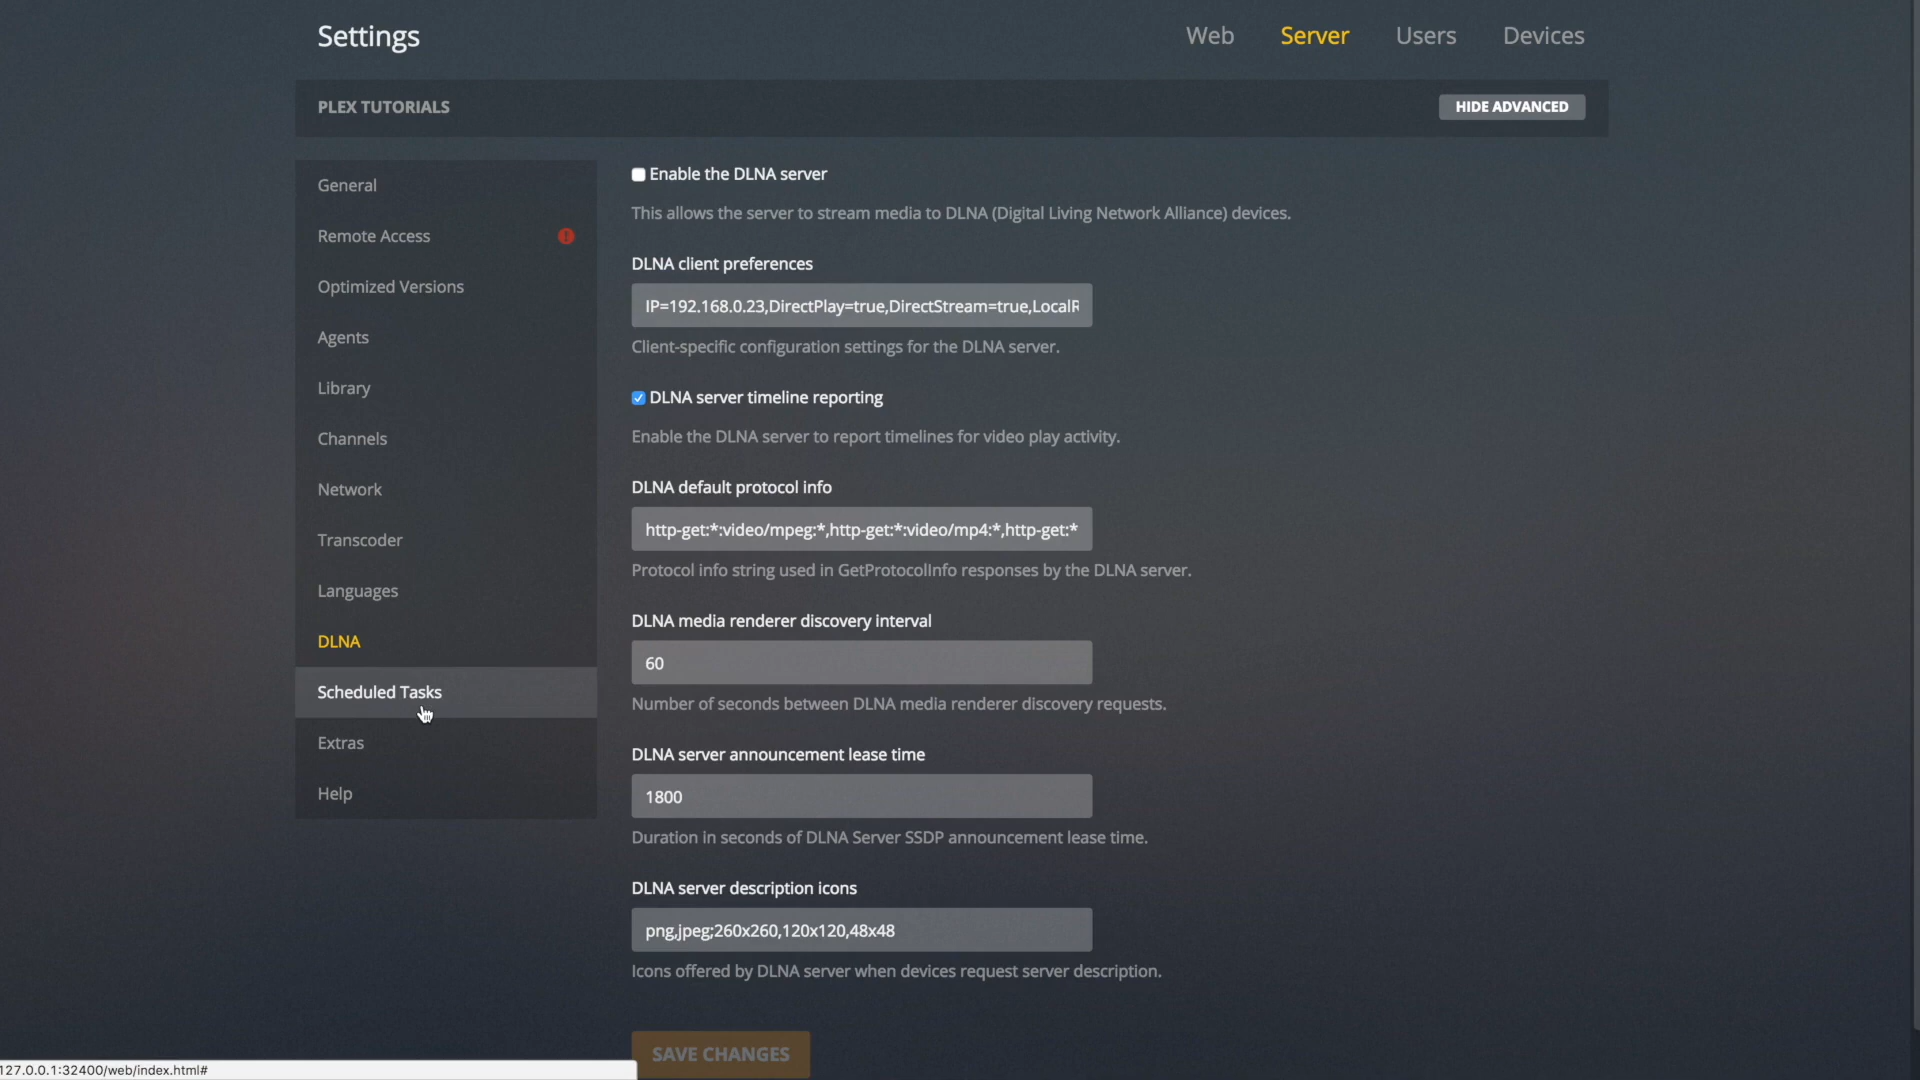 Settings
Web
Server
Users
Devices
PLEX TUTORIALS
HIDE ADVANCED
General
Remote Access
Optimized Versions
Agents
Library
Channels
Network
Transcoder
Languages
DLNA
Scheduled Tasks
Extras
Help
Enable the DLNA server
This allows the server to stream media to DLNA (Digital Living Network Alliance) devices.
DLNA client preferences
IP=192.168.0.23,DirectPlay=true,DirectStream=true,LocalR
Client-specific configuration settings for the DLNA server.
DLNA server timeline reporting
Enable the DLNA server to report timelines for video play activity.
DLNA default protocol info
http-get:*:video/mpeg:*,http-get:*:video/mp4:*,http-get:*
Protocol info string used in GetProtocolInfo responses by the DLNA server.
DLNA media renderer discovery interval
60
Number of seconds between DLNA media renderer discovery requests.
DLNA server announcement lease time
1800
Duration in seconds of DLNA Server SSDP announcement lease time.
DLNA server description icons
png,jpeg;260x260,120x120,48x48
Icons offered by DLNA server when devices request server description.
SAVE CHANGES
127.0.0.1:32400/web/index.html#